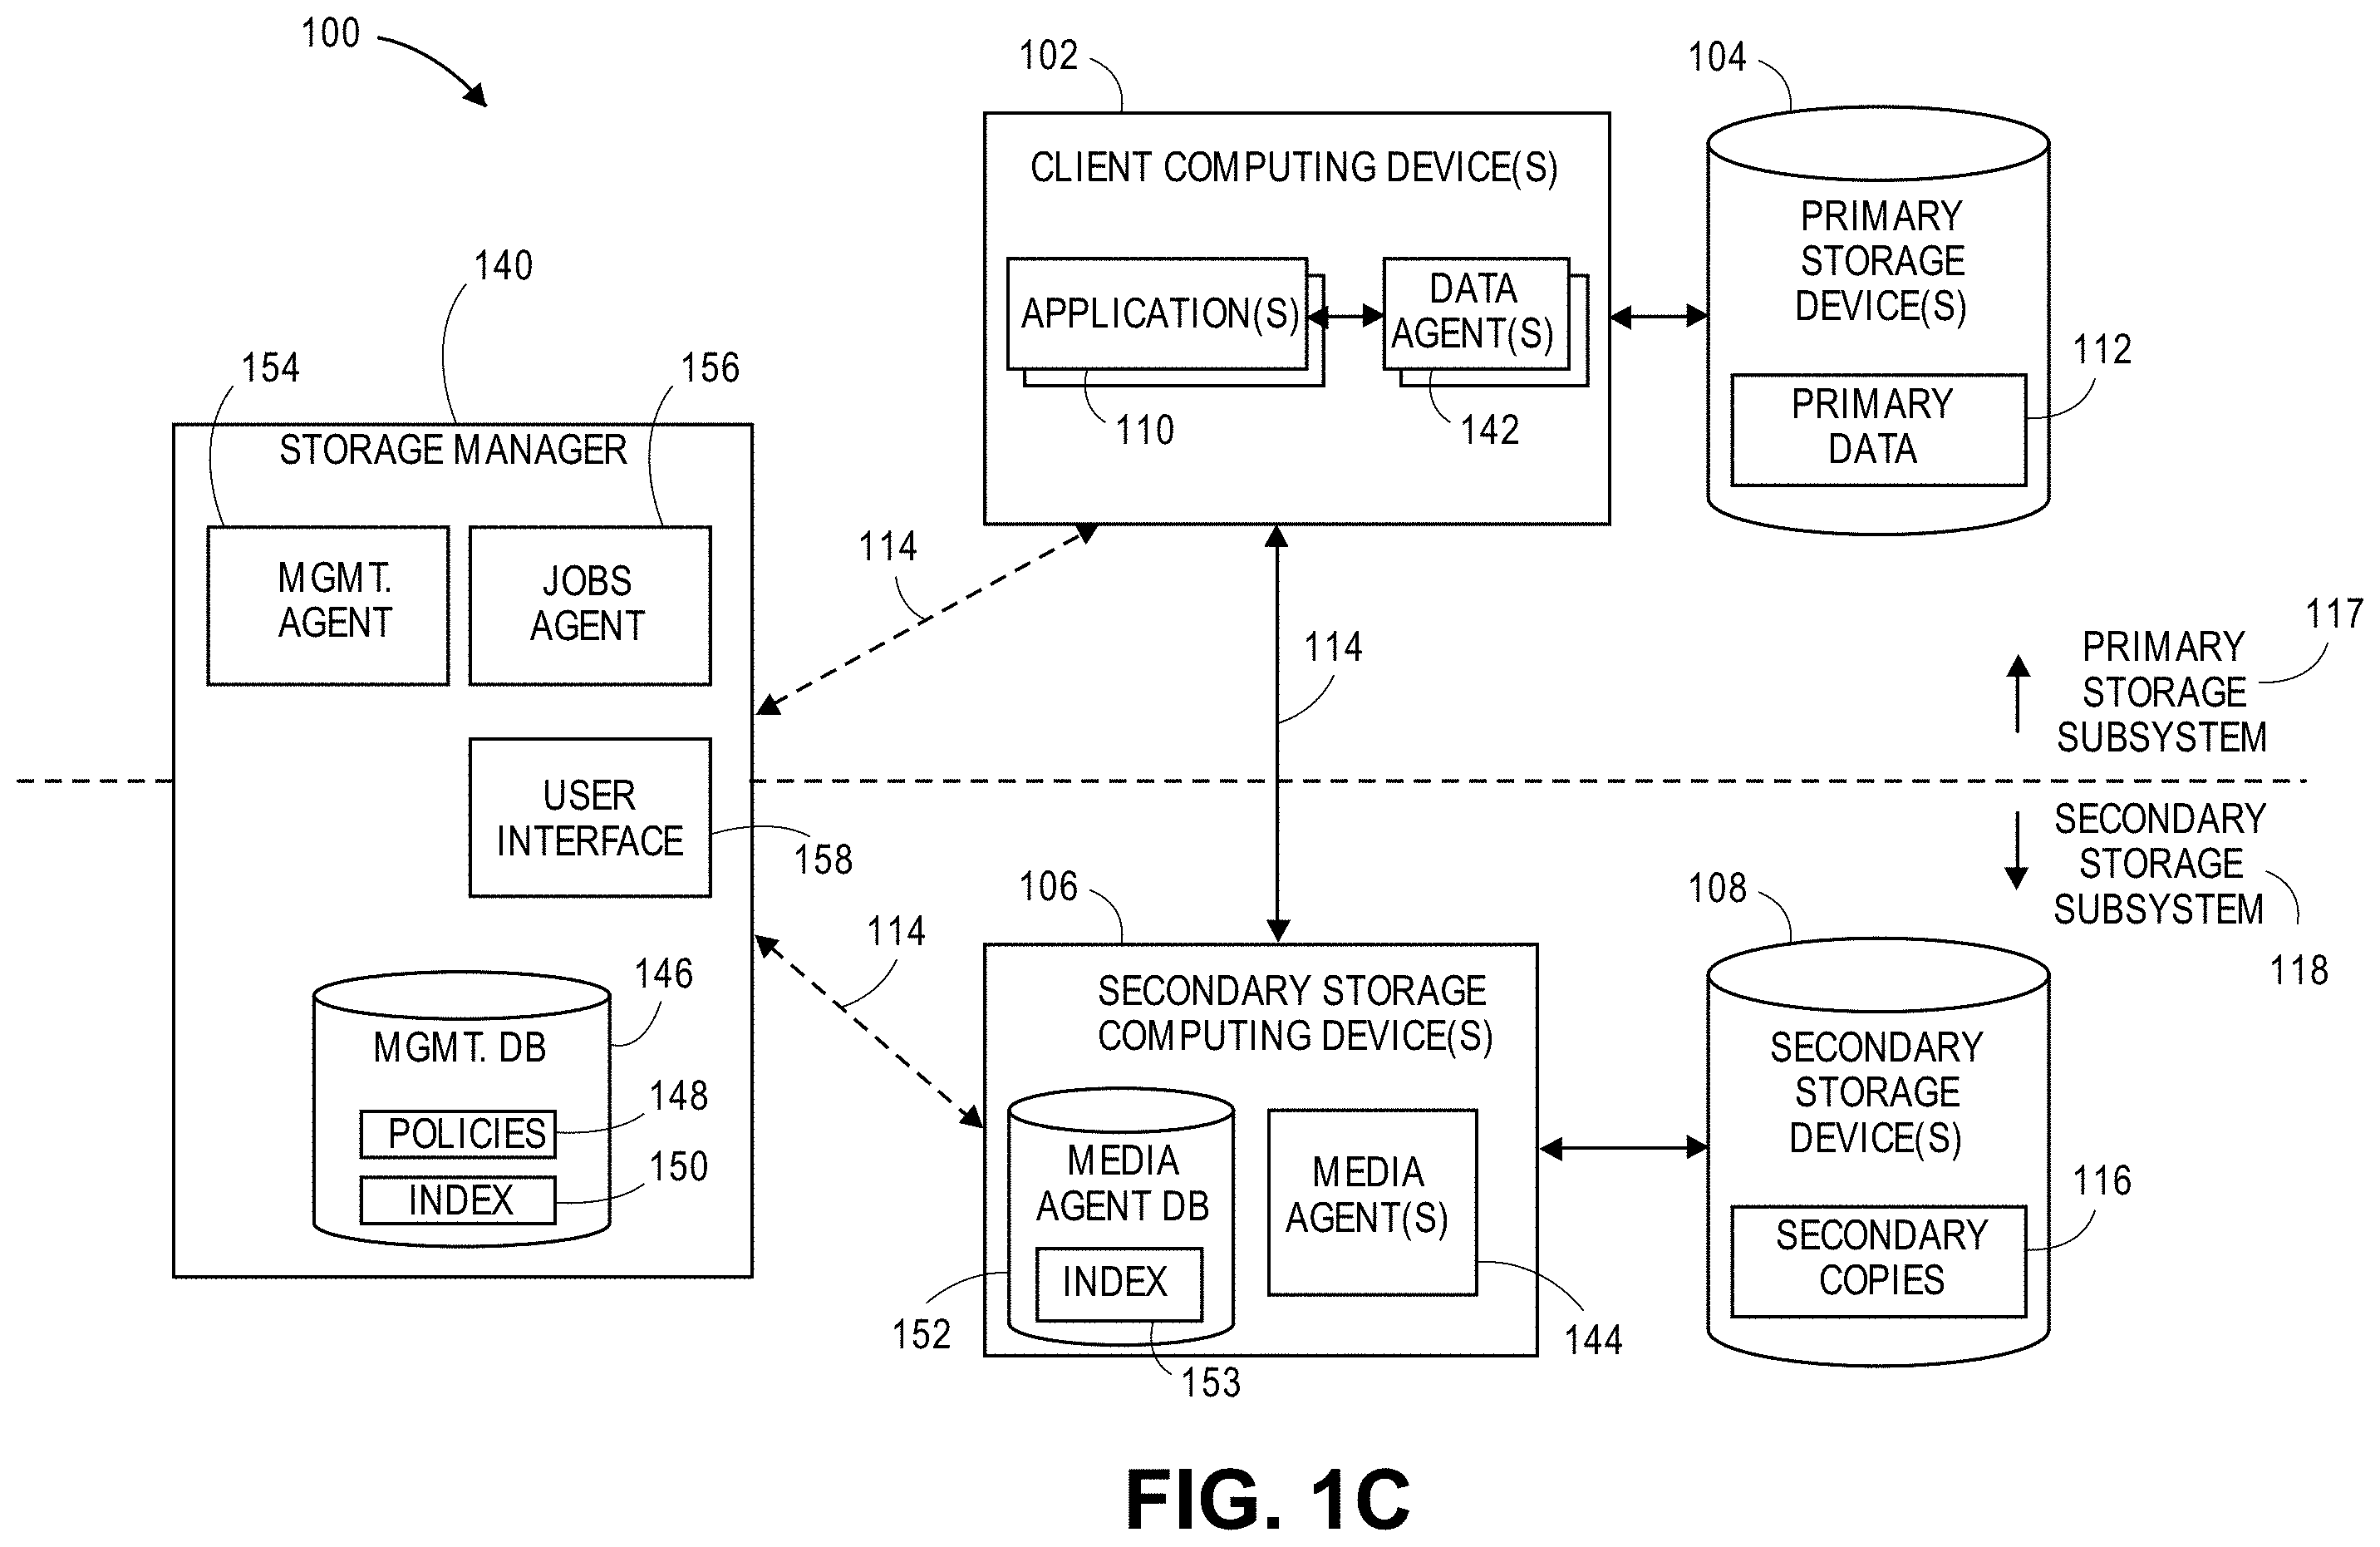 100
102
104
CLIENT COMPUTING DEVICE(S)
APPLICATION(S)
DATA
AGENT(S)
110
142
PRIMARY
STORAGE
DEVICE(S)
112
PRIMARY
DATA
140
154
156
STORAGE MANAGER
MGMT.
AGENT
JOBS
AGENT
114
114
117
PRIMARY
STORAGE
SUBSYSTEM
USER
INTERFACE
158
SECONDARY
STORAGE
SUBSYSTEM
118
114
106
108
146
MGMT. DB
148
POLICIES
150
INDEX
SECONDARY STORAGE
COMPUTING DEVICE(S)
MEDIA
AGENT DB
INDEX
MEDIA
AGENT(S)
152
153
144
SECONDARY
STORAGE
DEVICE(S)
116
SECONDARY
COPIES
FIG. 1C